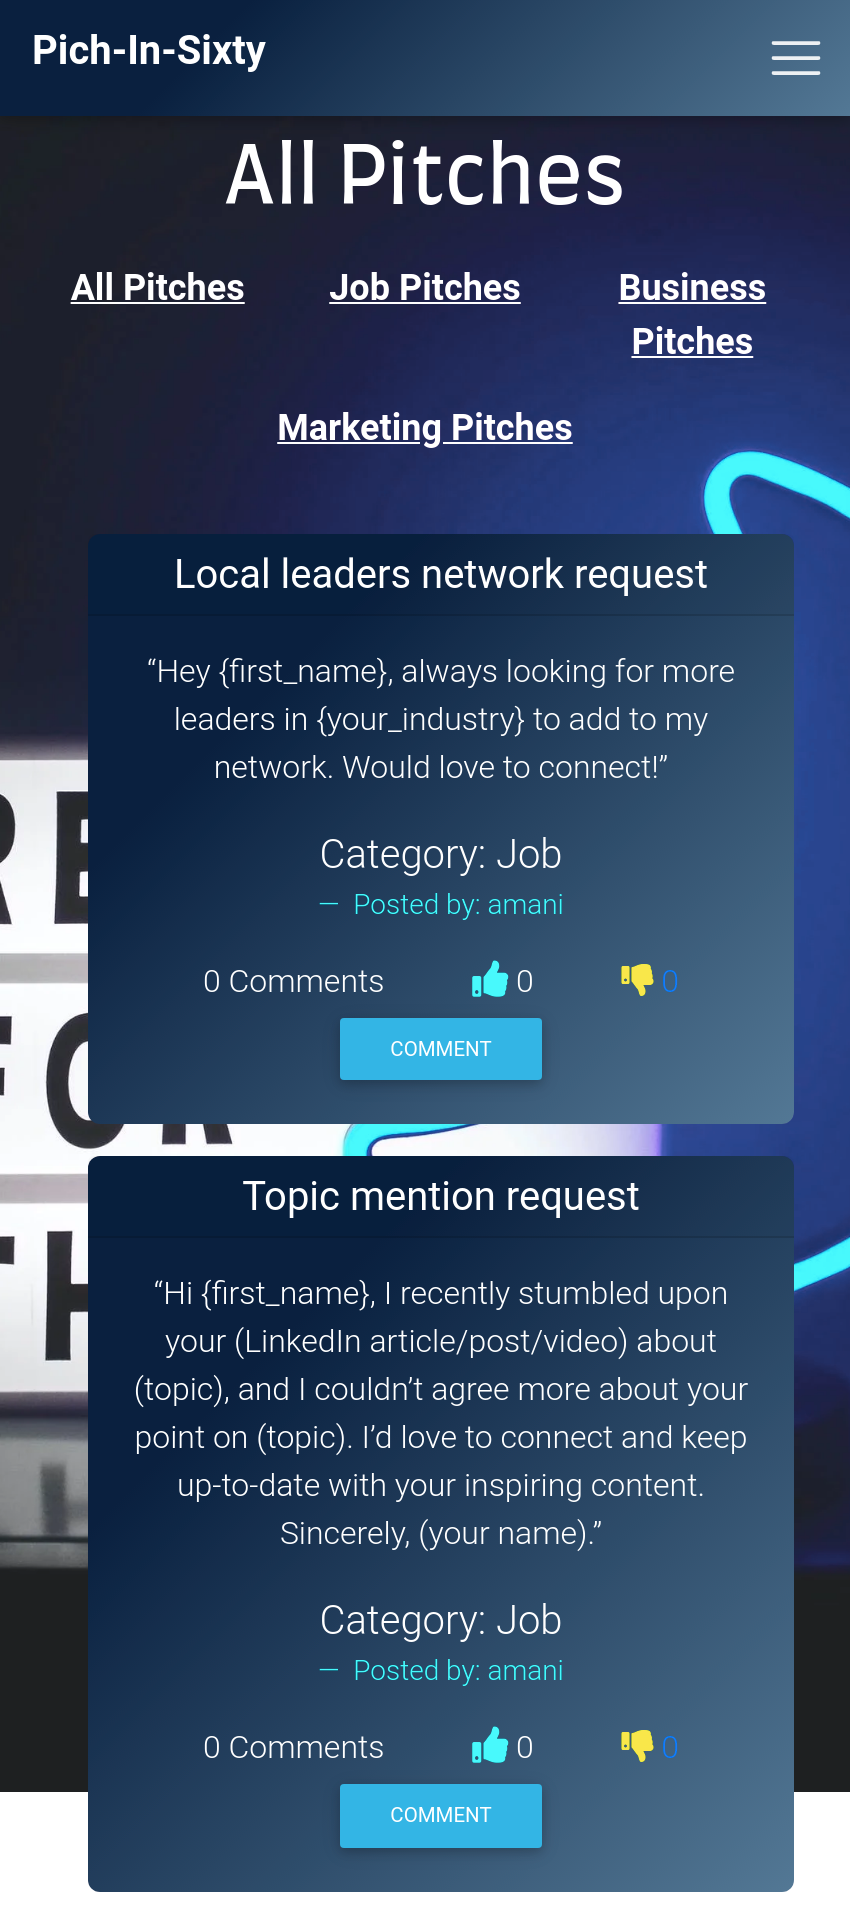 Pich-In-Sixty
All Pitches
All Pitches Job Pitches Business
Pitches
Marketing Pitches
Local leaders network request
“Hey {first_name}, always looking for more
leaders in {your_industry} to add to my
network. Would love to connect!”
Category: Job
— Posted by: amani
0 Comments 0 0
COMMENT
Topic mention request
“Hi {first_name}, I recently stumbled upon
your (LinkedIn article/post/video) about
(topic), and I couldn’t agree more about your
point on (topic). I’d love to connect and keep
up-to-date with your inspiring content.
Sincerely, (your name).”
Category: Job
— Posted by: amani
0 Comments 0 0
COMMENT